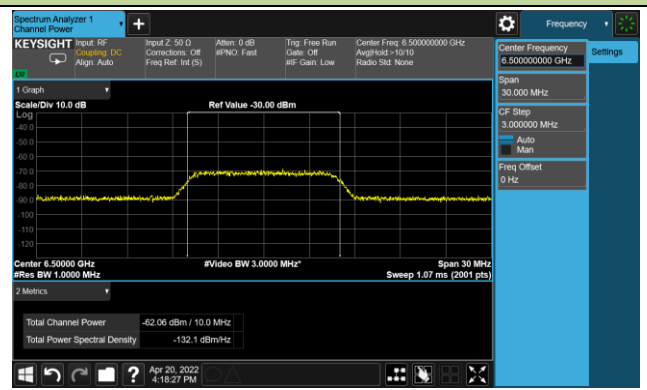 Spectrum Analyzer 1
Channel Power
+
Frequency
KEYSIGHT
Input: RF
Coupling: DC
Align: Auto
Input Z: 50 Ω
Corrections: Off
Freq Ref: Int (S)
Atten: 0 dB
#PNO: Fast
Trig: Free Run
Gate: Off
#IF Gain: Low
Center Freq: 6.500000000 GHz
Avg|Hold:>10/10
Radio Std: None
Center Frequency
6.500000000 GHz
Settings
Span
30.000 MHz
CF Step
3.000000 MHz
Auto
Man
Freq Offset
0 Hz
1 Graph
Scale/Div 10.0 dB
Ref Value -30.00 dBm
Log
-40.0
-50.0
-60.0
-70.0
-80.0
-90.0
-100
-110
-120
Center 6.50000 GHz
#Video BW 3.0000 MHz*
Span 30 MHz
#Res BW 1.0000 MHz
Sweep 1.07 ms (2001 pts)
2 Metrics
Total Channel Power
-62.06 dBm / 10.0 MHz
Total Power Spectral Density
-132.1 dBm/Hz
?
Apr 20, 2022
4:18:27 PM